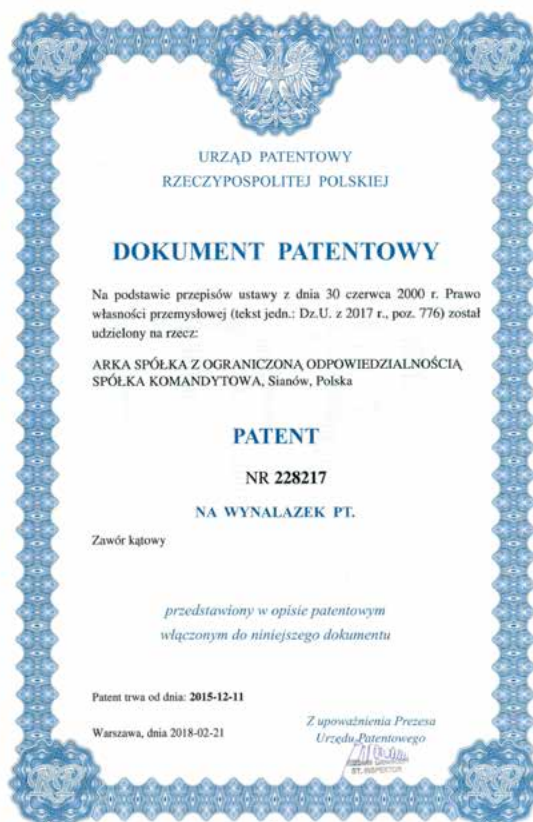 URZĄD PATENTOWY
RZECZYPOSPOLITEJ POLSKIEJ
DOKUMENT PATENTOWY
Na podstawie przepisów ustawy z dnia 30 czerwca 2000 r. Prawo
własności przemysłowej (tekst jedn.: Dz.U. z 2017 r., poz. 776) został
udzielony na rzecz:
ARKA SPÓŁKA Z OGRANICZONĄ ODPOWIEDZIALNOŚCIĄ
SPÓŁKA KOMANDYTOWA, Sianów, Polska
PATENT
NR 228217
NA WYNALAZEK PT.
Zawór kątowy
przedstawiony w opisie patentowym
włączonym do niniejszego dokumentu
Patent trwa od dnia: 2015-12-11
Warszawa, dnia 2018-02-21
Z upoważnienia Prezesa
Urzędu Patentowego
ST. INSPEKTOR